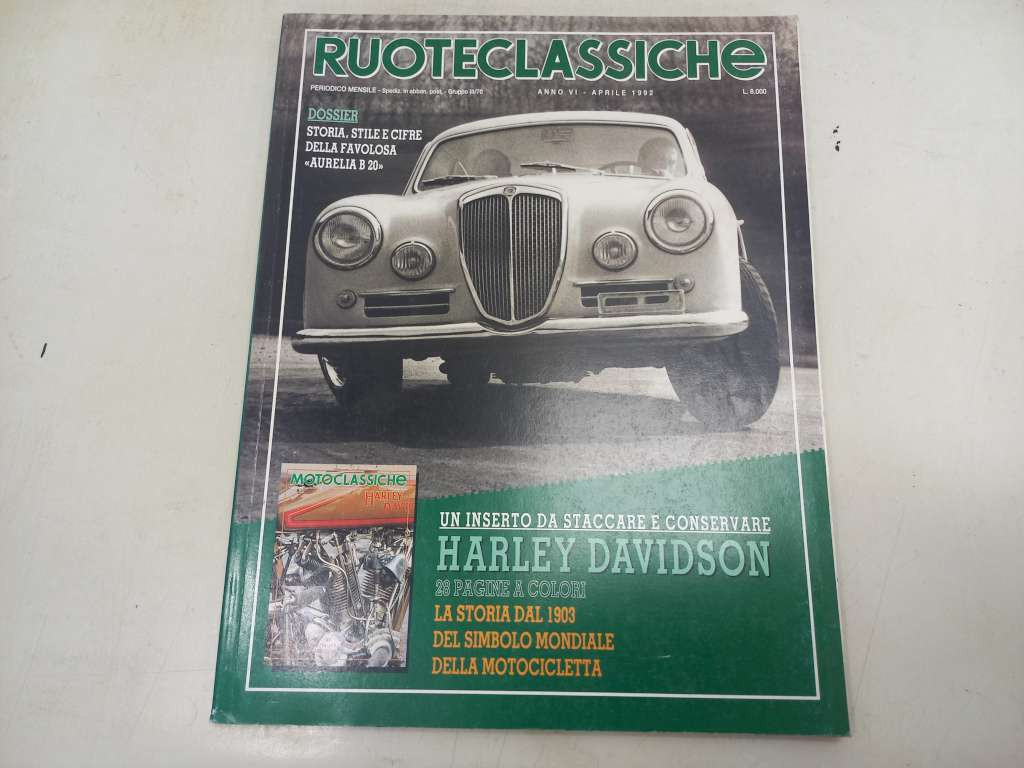 RUOTECLASSICHE
PERIODICO MENSILE - Spediz. in abbon. post. - Gruppo III/70
ANNO VI - APRILE 1992
L. 8.000
DOSSIER
STORIA, STILE E CIFRE
DELLA FAVOLOSA
«AURELIA B 20»
MOTOCLASSICHE
HARLEY
UN INSERTO DA STACCARE E CONSERVARE
HARLEY DAVIDSON
28 PAGINE A COLORI
LA STORIA DAL 1903
DEL SIMBOLO MONDIALE
DELLA MOTOCICLETTA